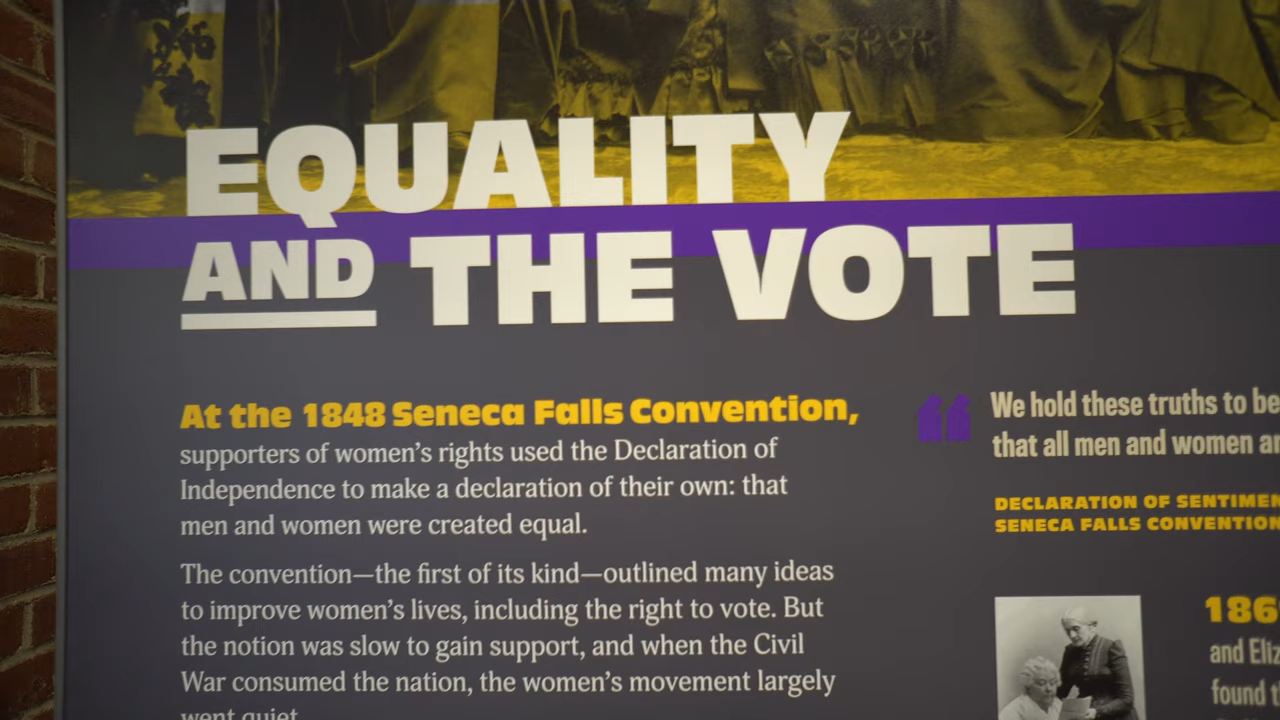 EQUALITY
AND THE VOTE
At the 1848 Seneca Falls Convention,
supporters of women's rights used the Declaration of
Independence to make a declaration of their own: that
men and women were created equal.
The convention—the first of its kind—outlined many ideas
to improve women's lives, including the right to vote. But
the notion was slow to gain support, and when the Civil
War consumed the nation, the women's movement largely
went quiet.
“ We hold these truths to be
that all men and women
DECLARATION OF
SENECA FALLS CONVENTION
and
found